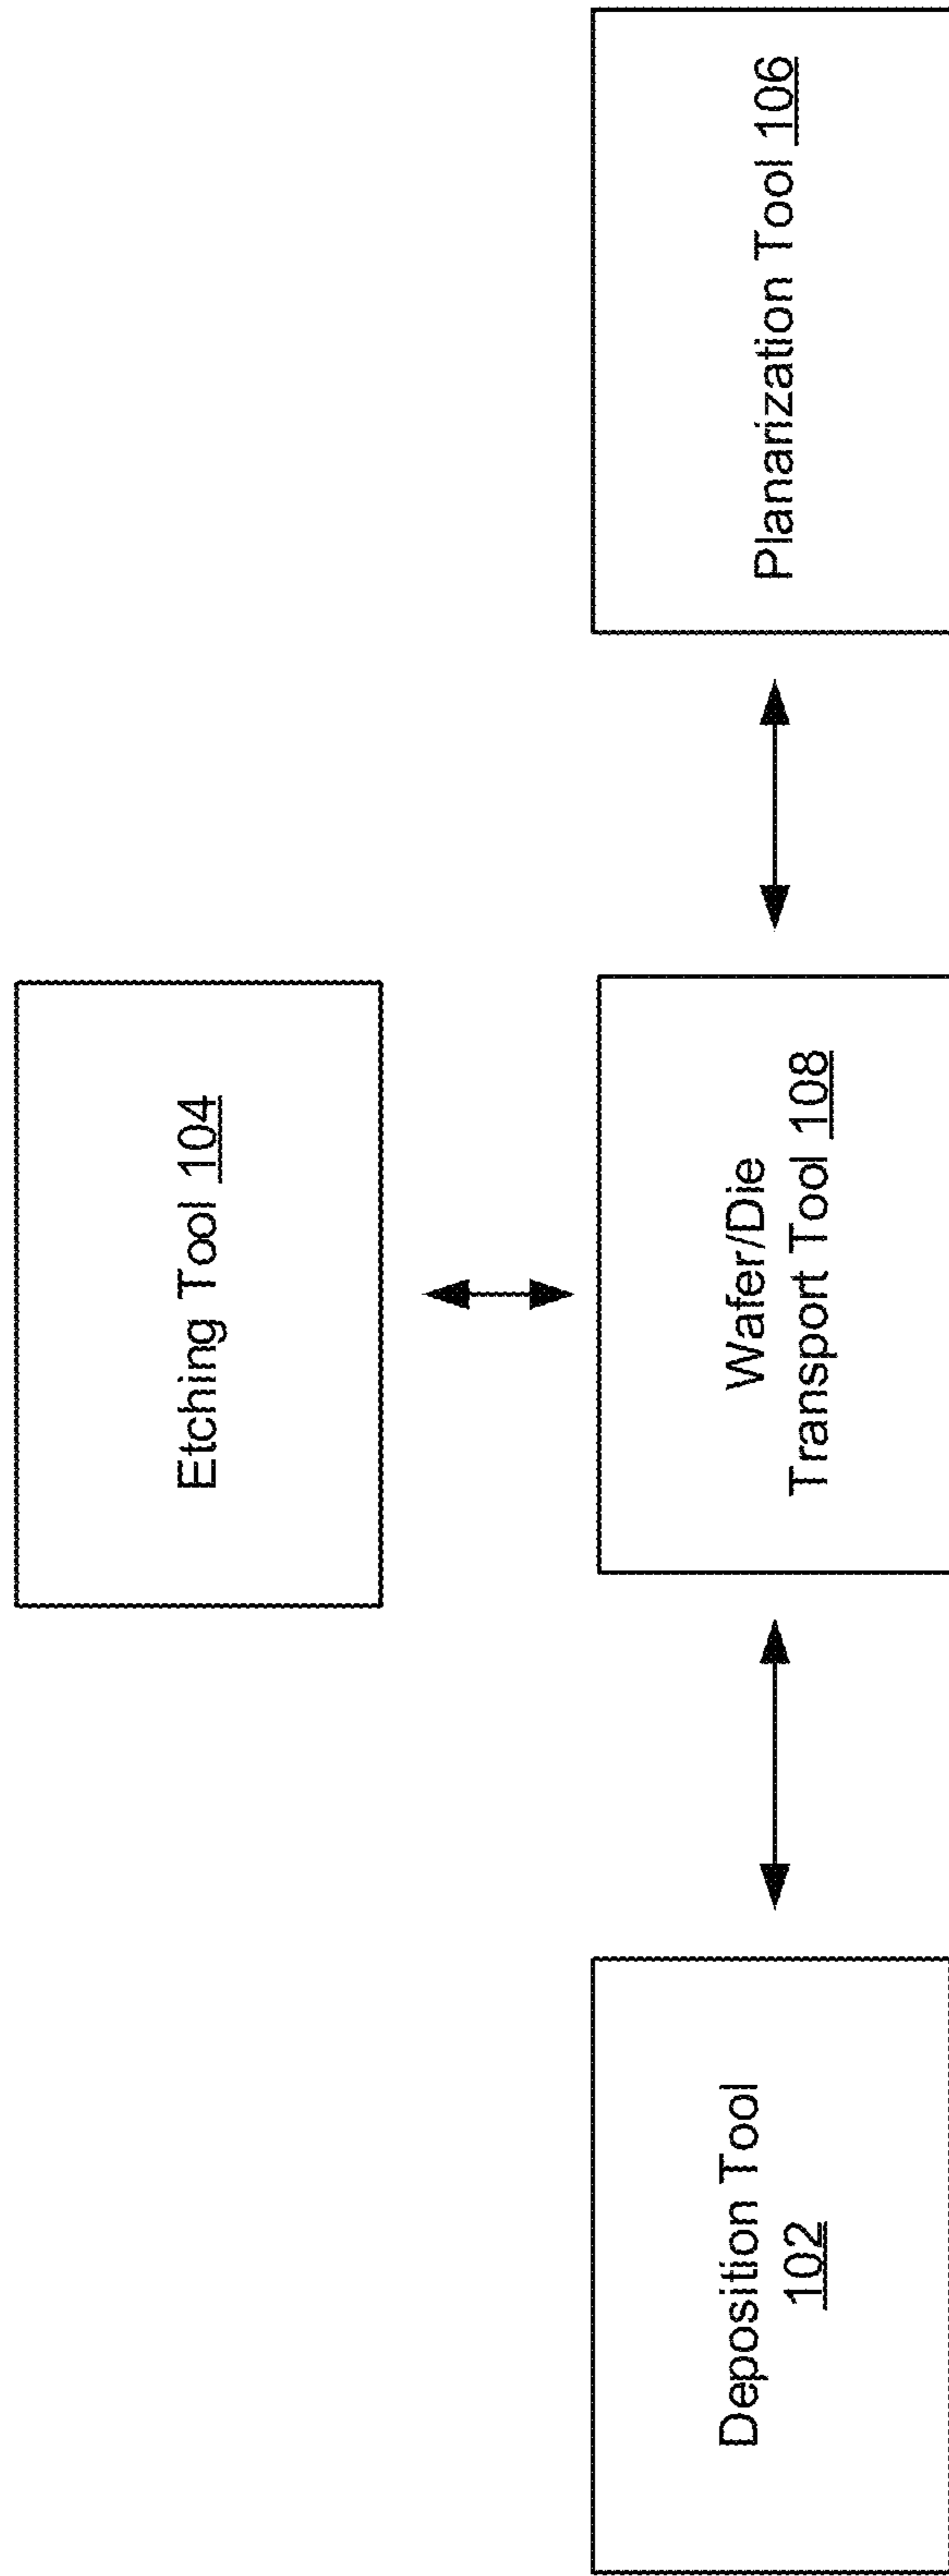 Etching Tool 104
Deposition Tool
102
Wafer/Die
Transport Tool 108
Planarization Tool 106